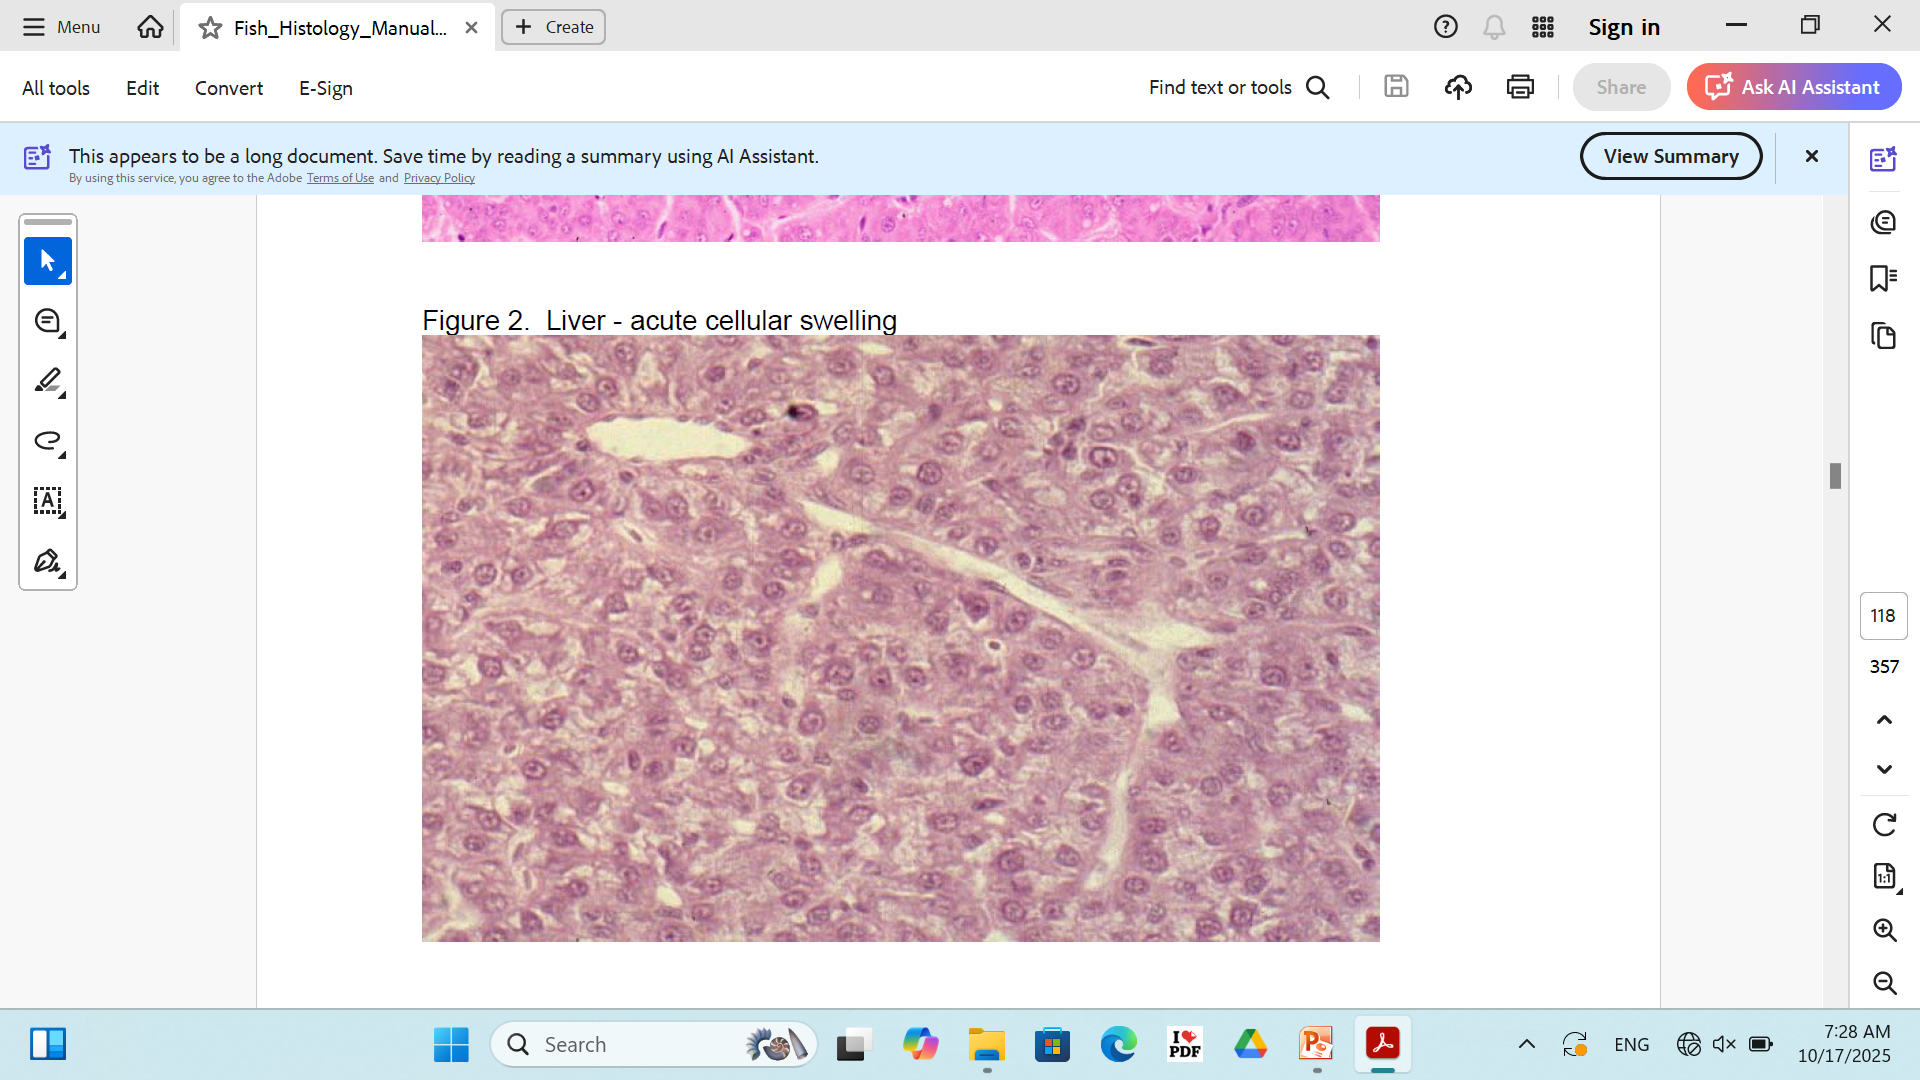 Menu
Fish_Histology_Manual...
Create
Sign in
All tools
Edit
Convert
E-Sign
Find text or tools
Share
Ask AI Assistant
This appears to be a long document. Save time by reading a summary using AI Assistant.
By using this service, you agree to the Adobe Terms of Use and Privacy Policy
View Summary
A
Figure 2. Liver - acute cellular swelling
118
357
1:1
Search
I PDF
P
ENG
7:28 AM
10/17/2025